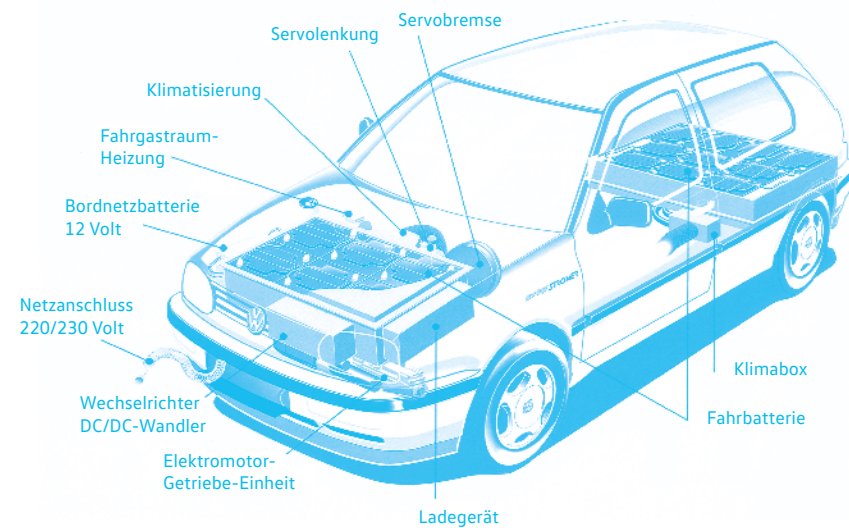 Servobremse
Servolenkung
Klimatisierung
Fahrgastraum-
Heizung
Bordnetzbatterie
12 Volt
Netzanschluss
220/230 Volt
Wechselrichter
DC/DC-Wandler
Elektromotor-
Getriebe-Einheit
Ladegerät
Klimabox
Fahrbatterie